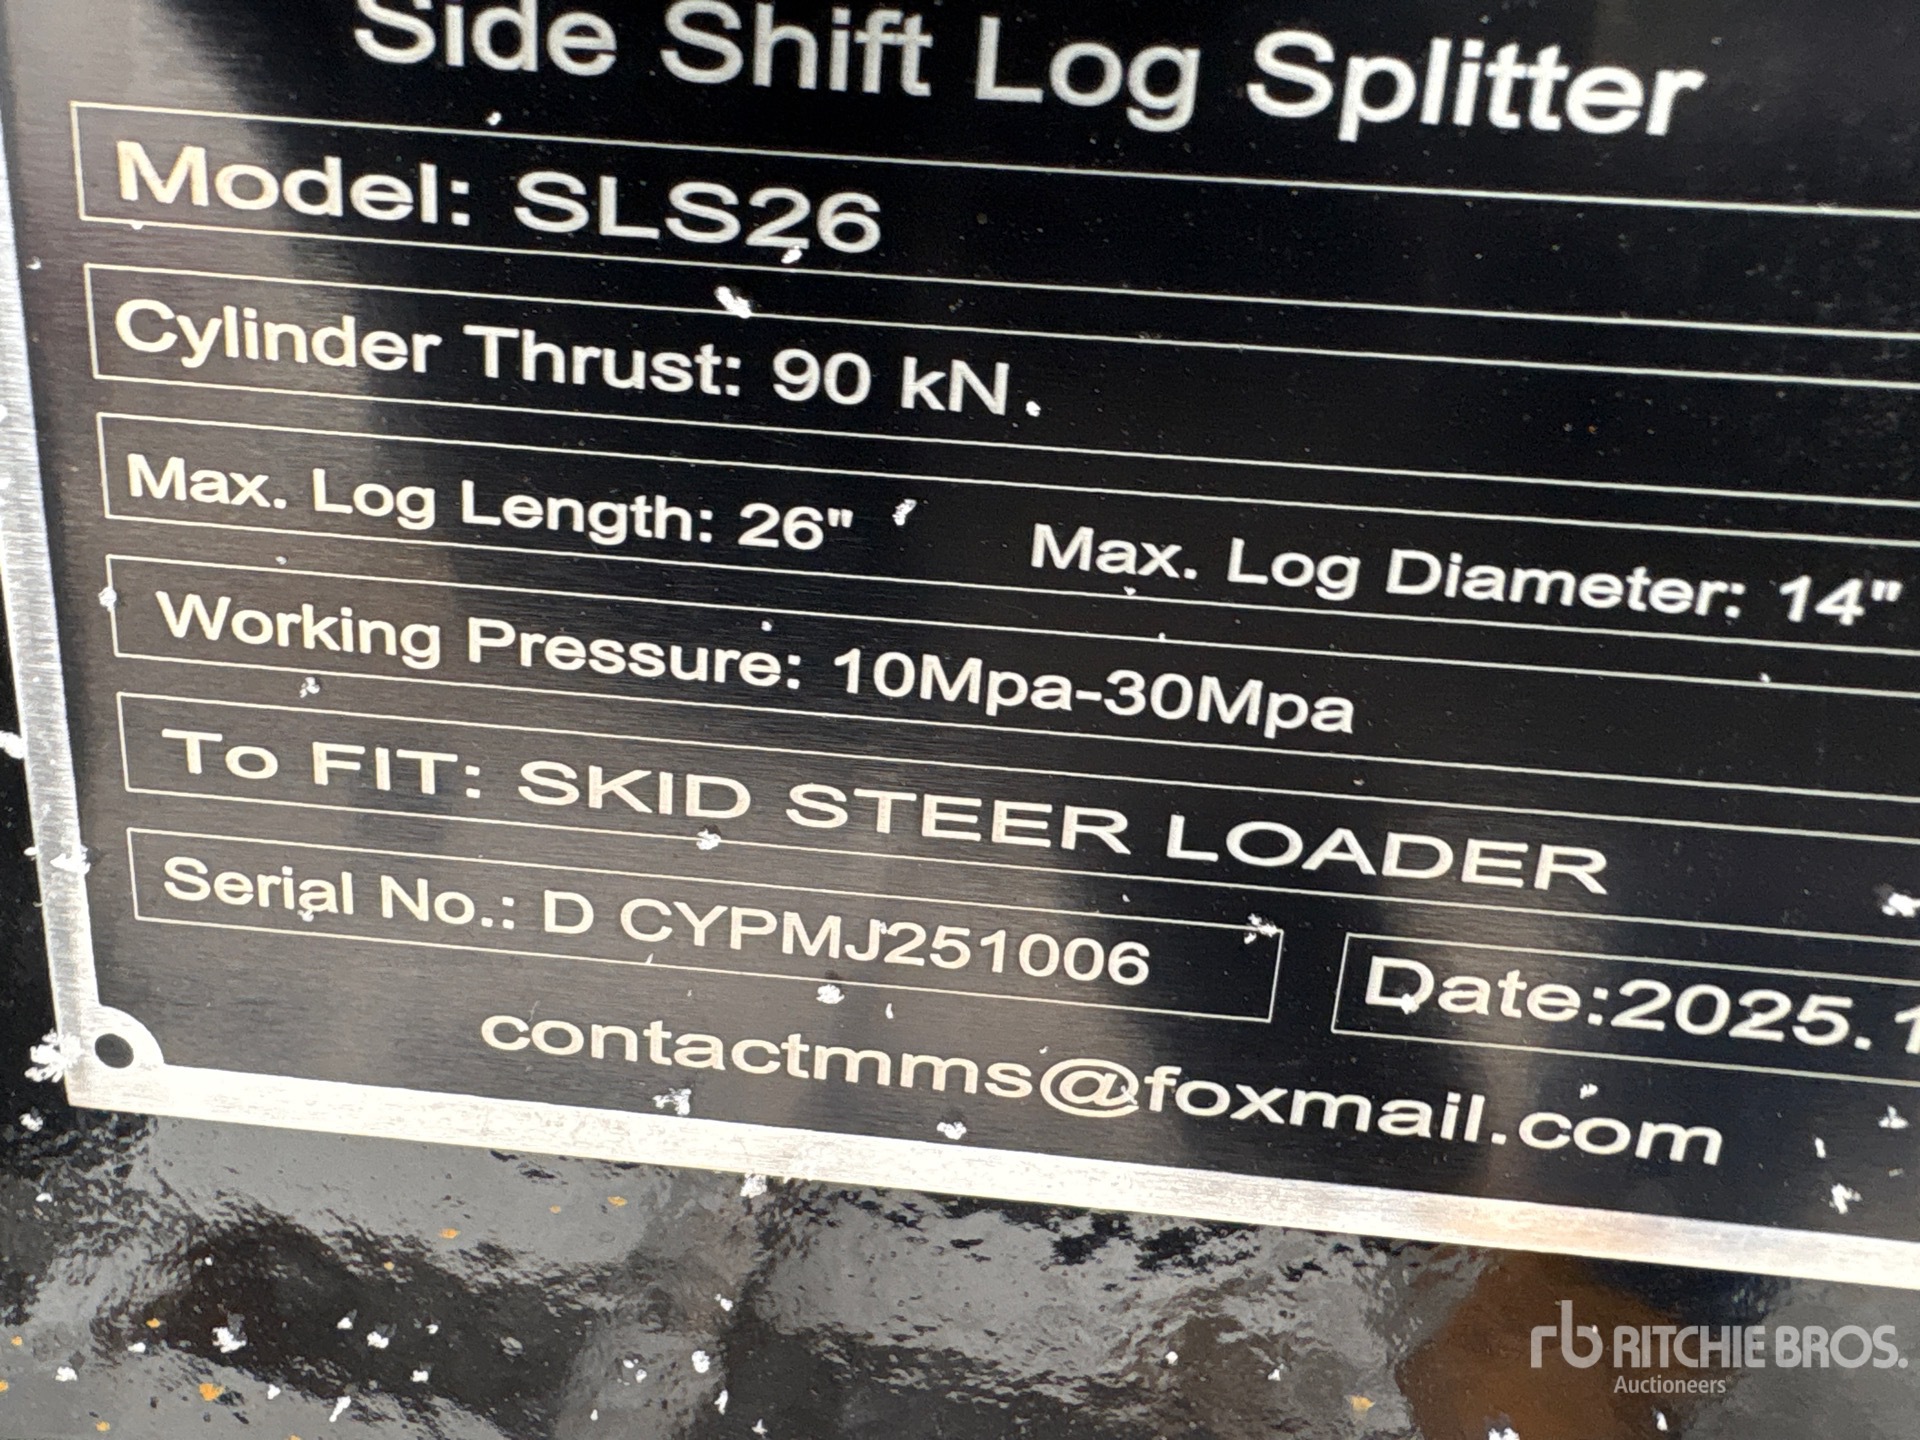 Side Shift Log Splitter
Model: SLS26
Cylinder Thrust: 90 kN
Max. Log Length: 26" Max. Log Diameter: 14"
Working Pressure: 10Mpa-30Mpa
To FIT: SKID STEER LOADER
Serial No.: D CYPMJ251006 Date:2025.1
contactmms@foxmail.com
rb RITCHIE BROS.
Auctioneers